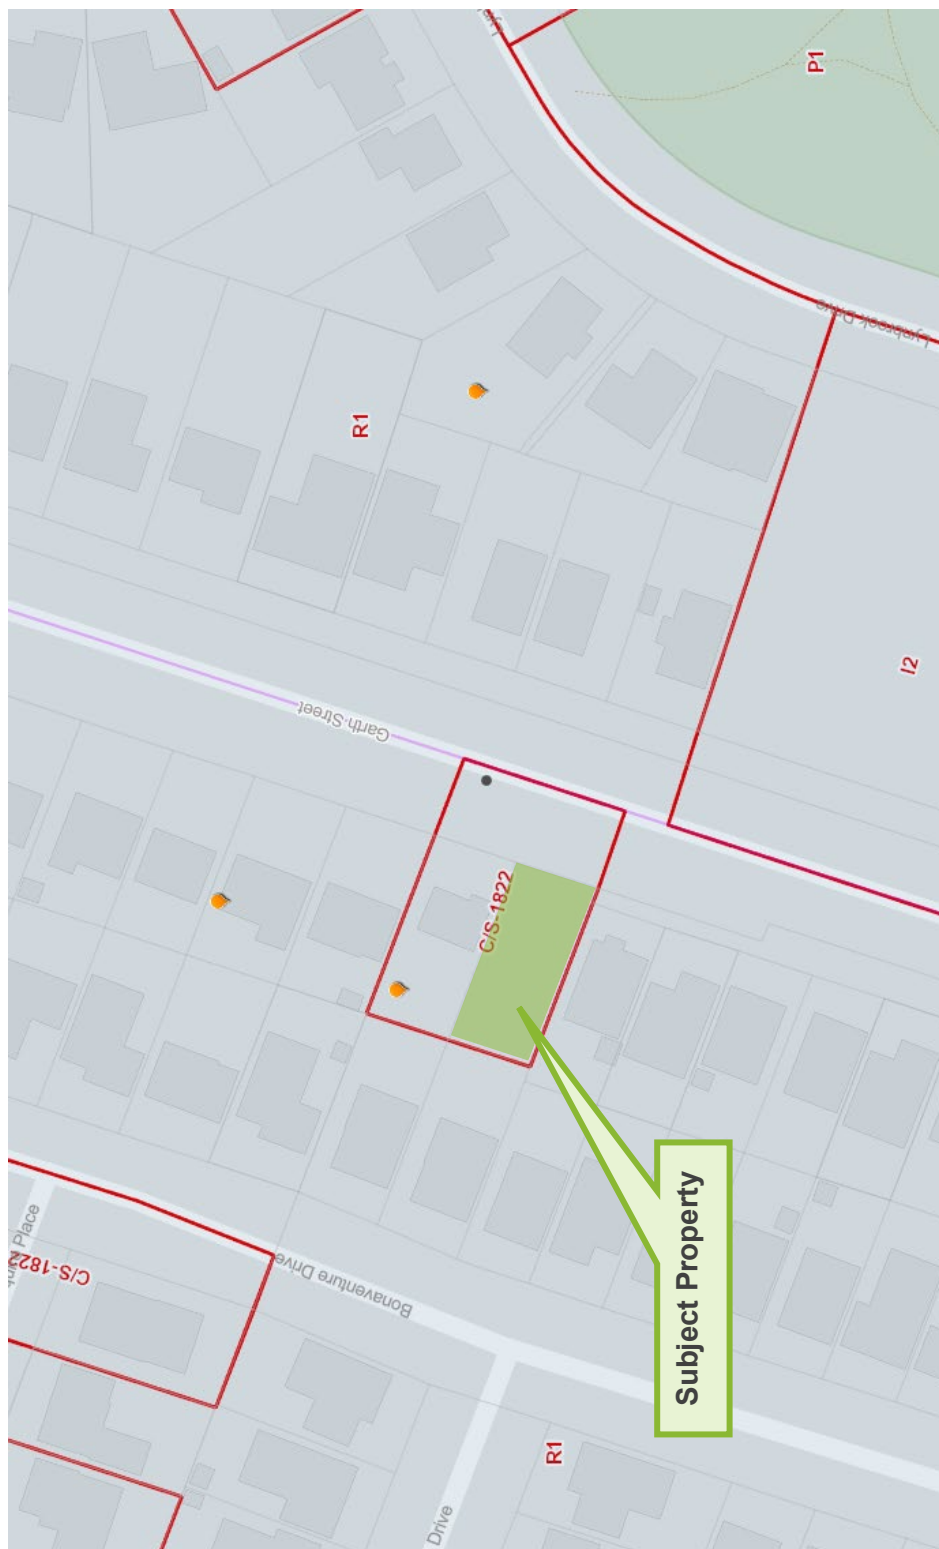 P1
Lynbrook Drive
R1
I2
Garth Street
C/S-1822
Place
C/S-1822
Bonaventure Drive
Subject Property
R1
Drive